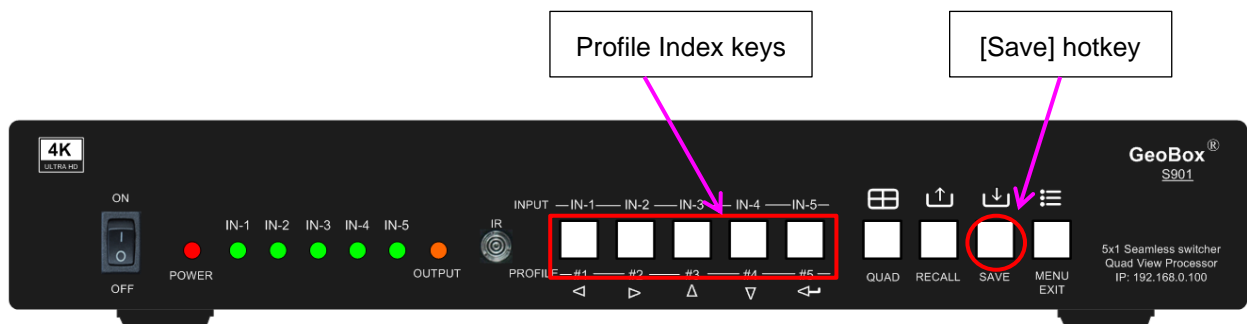 Profile Index keys
[Save] hotkey
4K
ULTRA HD
GeoBox®
S901
ON
OFF
POWER
IN-1 IN-2 IN-3 IN-4 IN-5
OUTPUT
IR
INPUT IN-1 IN-2 IN-3 IN-4 IN-5
PROFILE #1 #2 #3 #4 #5
QUAD
RECALL
SAVE
MENU
EXIT
5x1 Seamless switcher
Quad View Processor
IP: 192.168.0.100